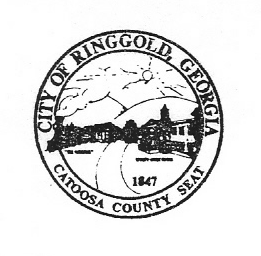 CITY OF RINGGOLD, GEORGIA
1847
CATOOSA COUNTY SEAT